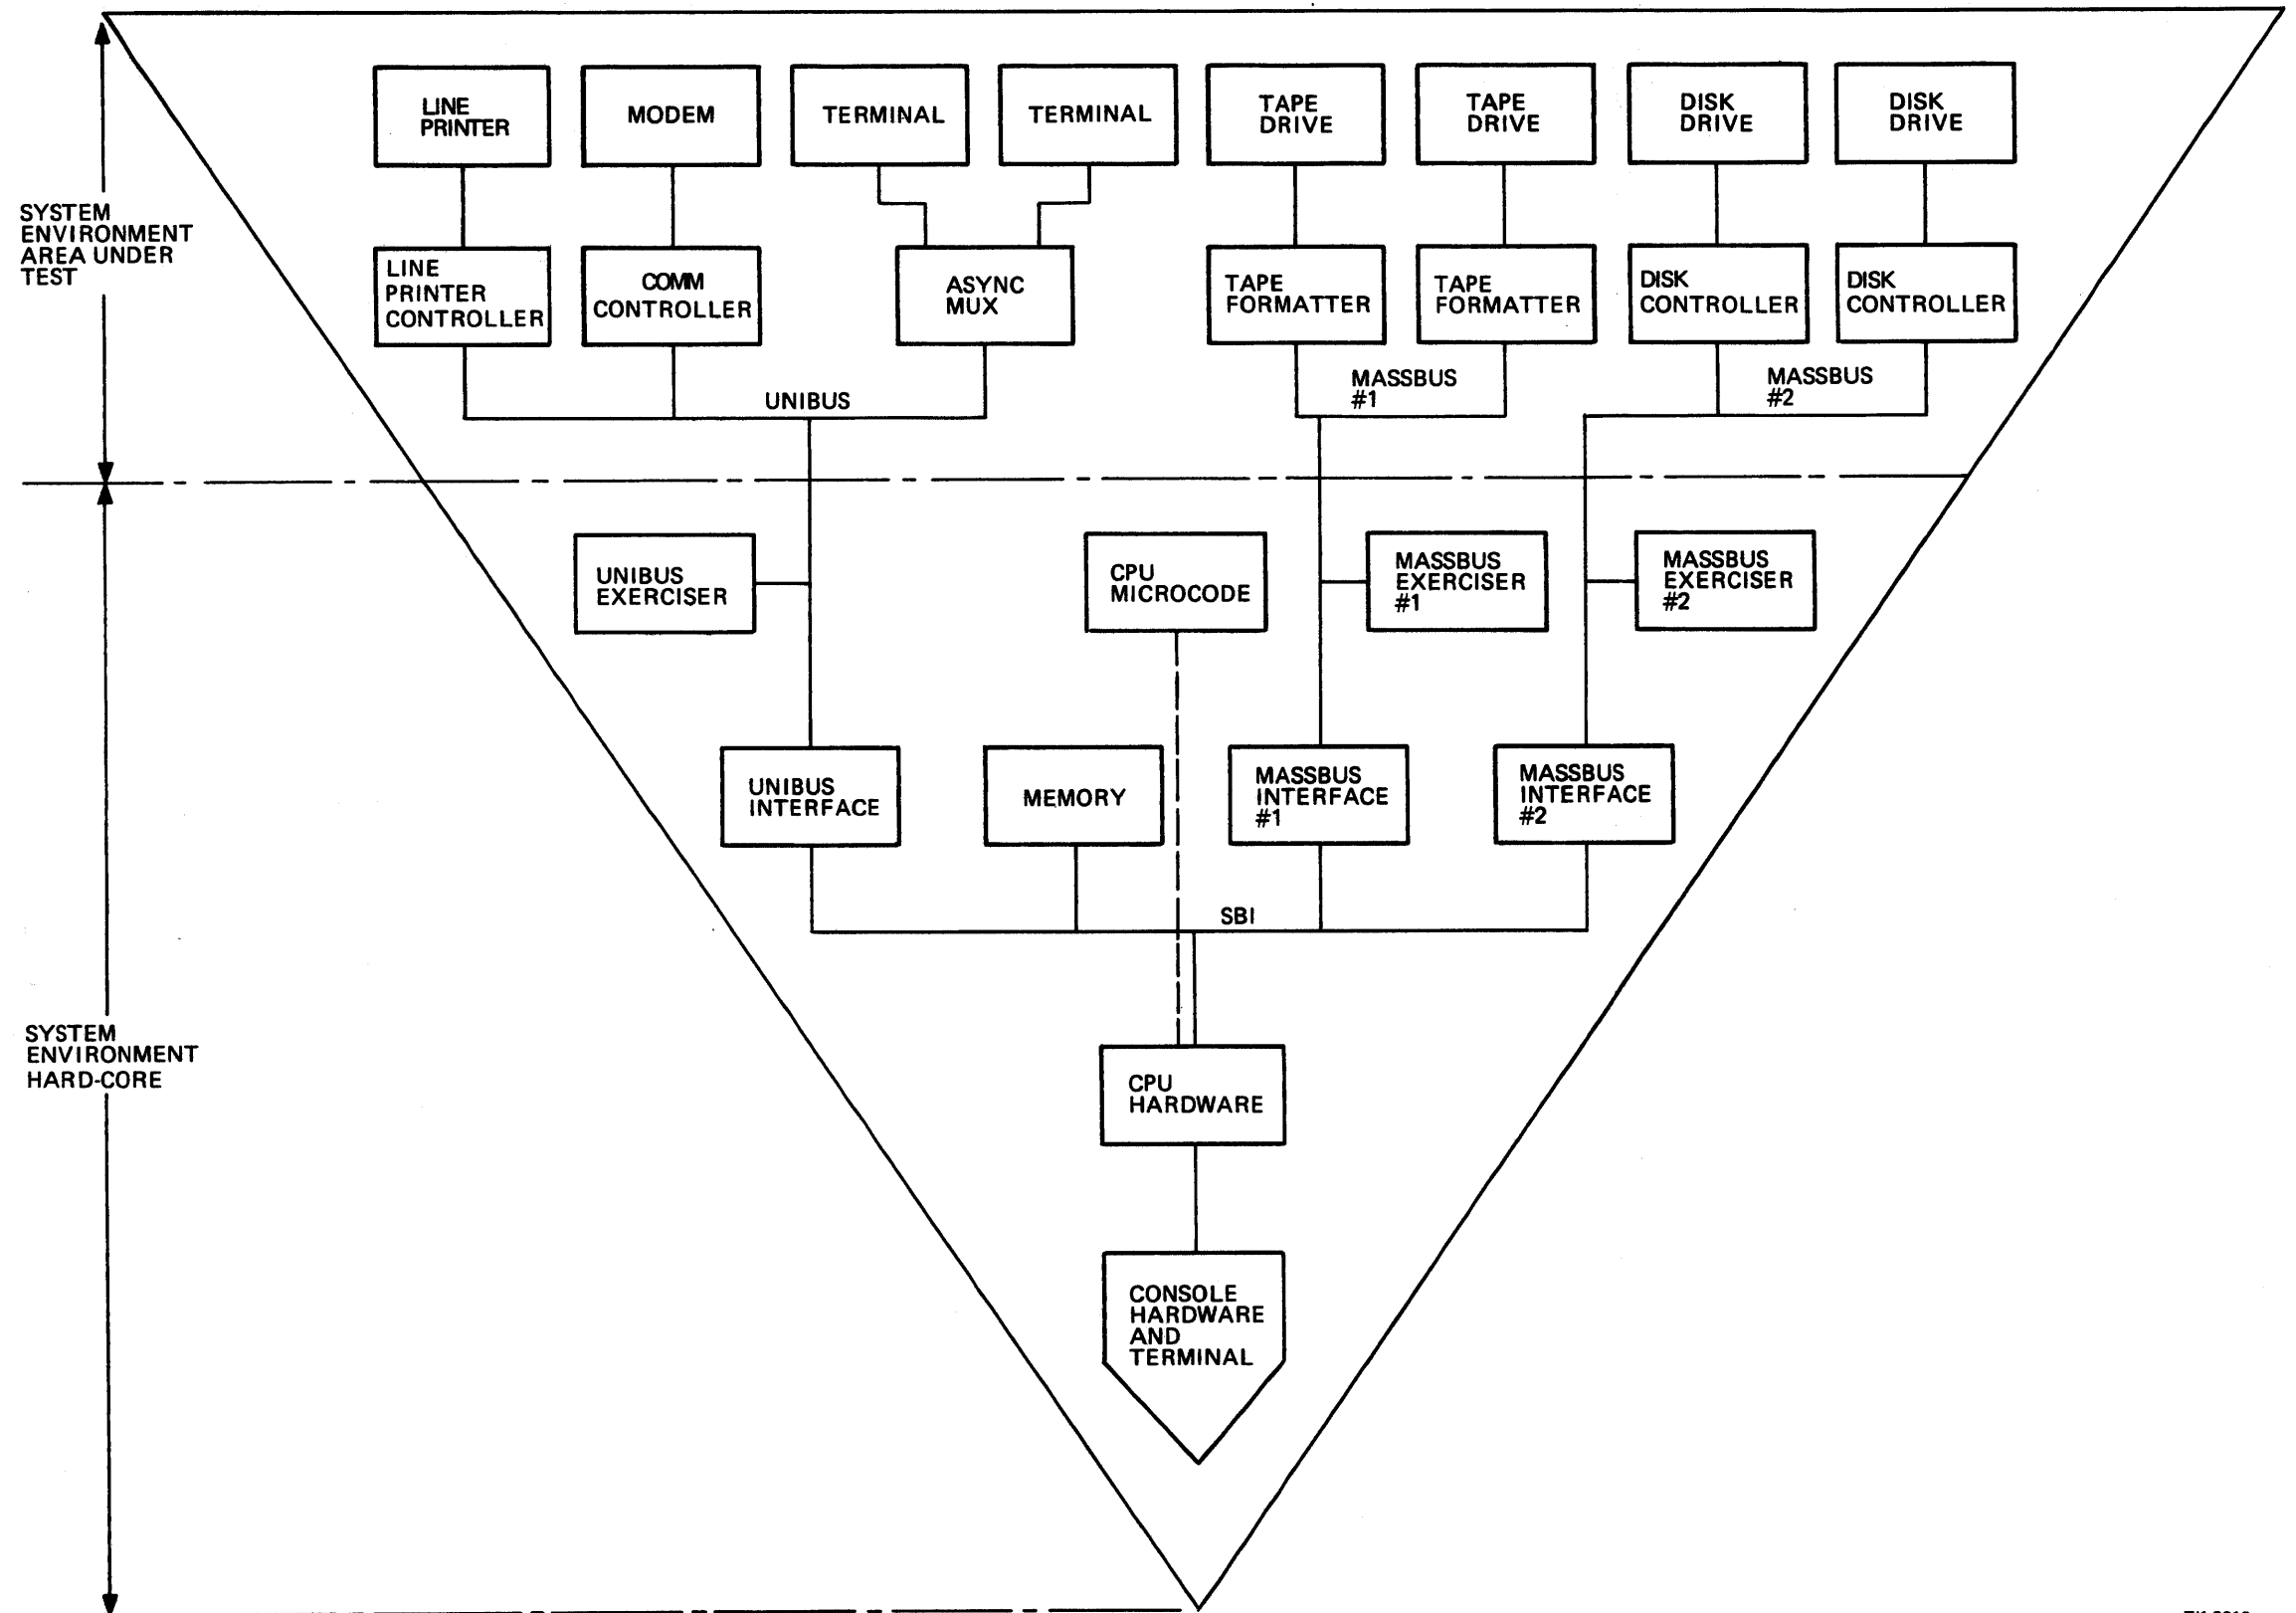 LINE
PRINTER
MODEM
TERMINAL
TERMINAL
TAPE
DRIVE
TAPE
DRIVE
DISK
DRIVE
DISK
DRIVE
SYSTEM
ENVIRONMENT
AREA UNDER
TEST
LINE
PRINTER
CONTROLLER
COMM
CONTROLLER
ASYNC
MUX
TAPE
FORMATTER
TAPE
FORMATTER
DISK
CONTROLLER
DISK
CONTROLLER
UNIBUS
MASSBUS
#1
MASSBUS
#2
UNIBUS
EXERCISER
CPU
MICROCODE
MASSBUS
EXERCISER
#1
MASSBUS
EXERCISER
#2
UNIBUS
INTERFACE
MEMORY
MASSBUS
INTERFACE
#1
MASSBUS
INTERFACE
#2
SBI
SYSTEM
ENVIRONMENT
HARD-CORE
CPU
HARDWARE
CONSOLE
HARDWARE
AND
TERMINAL